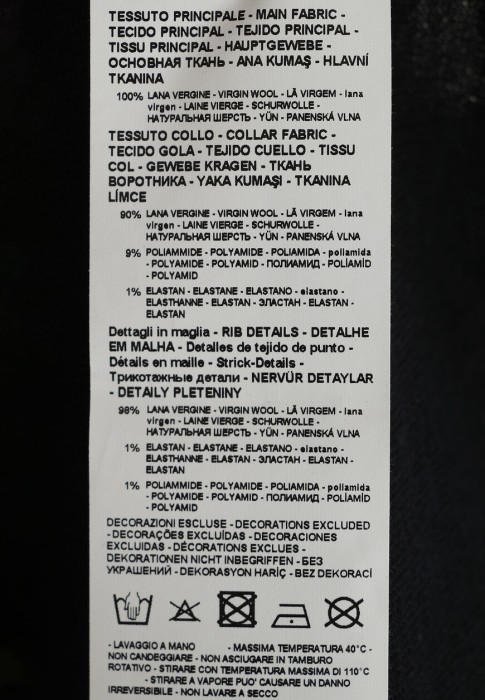 TESSUTO PRINCIPALE - MAIN FABRIC -
TECIDO PRINCIPAL - TEJIDO PRINCIPAL -
TISSU PRINCIPAL - HAUPTGEWEBE -
ОСНОВНАЯ ТКАНЬ - ANA KUMAŞ - HLAVNÍ
TKANINA
100% LANA VERGINE - VIRGIN WOOL - LÃ VIRGEM - lana
virgen - LAINE VIERGE - SCHURWOLLE -
НАТУРАЛЬНАЯ ШЕРСТЬ - YÜN - PANENSKÁ VLNA
TESSUTO COLLO - COLLAR FABRIC -
TECIDO GOLA - TEJIDO CUELLO - TISSU
COL - GEWEBE KRAGEN - ТКАНЬ
ВОРОТНИКА - YAKA KUMAŞI - TKANINA
LÍMCE
90% LANA VERGINE - VIRGIN WOOL - LÃ VIRGEM - lana
virgen - LAINE VIERGE - SCHURWOLLE -
НАТУРАЛЬНАЯ ШЕРСТЬ - YÜN - PANENSKÁ VLNA
9% POLIAMMIDE - POLYAMIDE - POLIAMIDA - poliamida
- POLYAMIDE - POLYAMID - ПОЛИАМИД - POLÍAMÍD
- POLYAMID
1% ELASTAN - ELASTANE - ELASTANO - elastano -
ELASTHANNE - ELASTAN - ЭЛАСТАН - ELASTAN -
ELASTAN
Dettagli in maglia - RIB DETAILS - DETALHE
EM MALHA - Detalles de tejido de punto -
Détails en maille - Strick-Details -
Трикотажные детали - NERVÜR DETAYLAR
- DETAILY PLETENINY
98% LANA VERGINE - VIRGIN WOOL - LÃ VIRGEM - lana
virgen - LAINE VIERGE - SCHURWOLLE -
НАТУРАЛЬНАЯ ШЕРСТЬ - YÜN - PANENSKÁ VLNA
1% ELASTAN - ELASTANE - ELASTANO - elastano -
ELASTHANNE - ELASTAN - ЭЛАСТАН - ELASTAN -
ELASTAN
1% POLIAMMIDE - POLYAMIDE - POLIAMIDA - poliamida
- POLYAMIDE - POLYAMID - ПОЛИАМИД - POLÍAMÍD
- POLYAMID
DECORAZIONI ESCLUSE - DECORATIONS EXCLUDED
- DECORAÇÕES EXCLUÍDAS - DECORACIONES
EXCLUIDAS - DÉCORATIONS EXCLUES -
DEKORATIONEN NICHT INBEGRIFFEN - БЕЗ
УКРАШЕНИЙ - DEKORASYON HARİÇ - BEZ DEKORACÍ
- LAVAGGIO A MANO - MASSIMA TEMPERATURA 40°C -
NON CANDEGGIARE - NON ASCIUGARE IN TAMBURO
ROTATIVO - STIRARE CON TEMPERATURA MASSIMA DI 110°C
- STIRARE A VAPORE PUO' CAUSARE UN DANNO
IRREVERSIBILE - NON LAVARE A SECCO